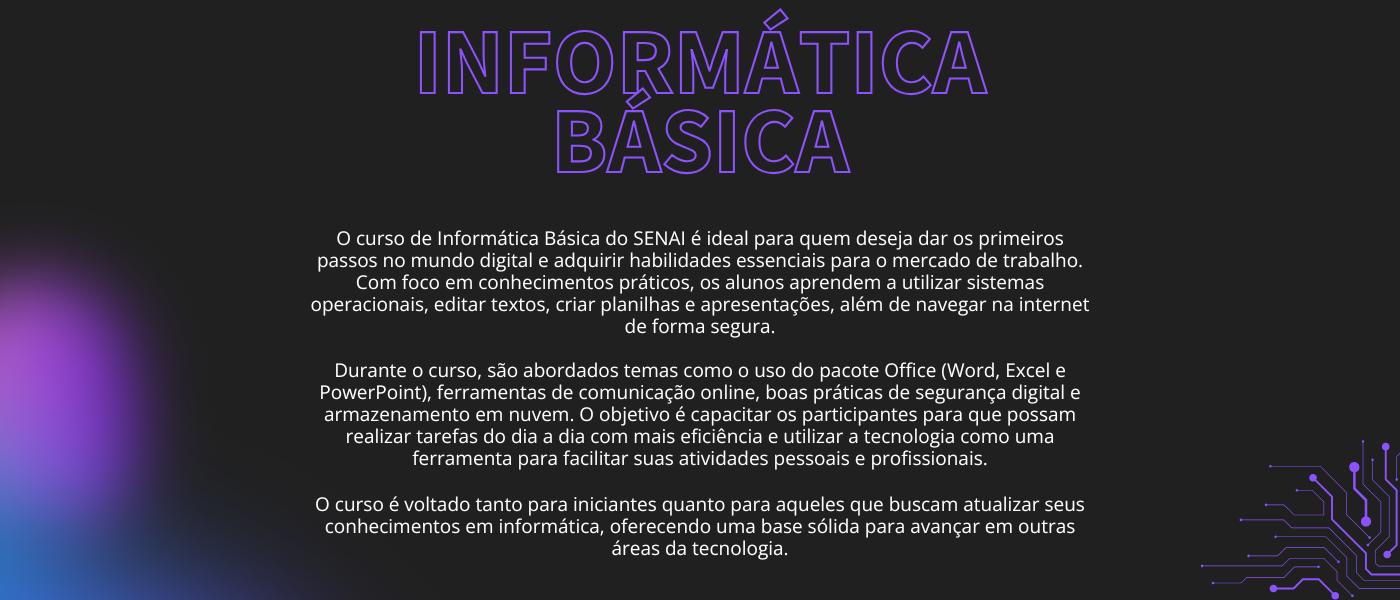 INFORMÁTICA
BÁSICA
O curso de Informática Básica do SENAI é ideal para quem deseja dar os primeiros
passos no mundo digital e adquirir habilidades essenciais para o mercado de trabalho.
Com foco em conhecimentos práticos, os alunos aprendem a utilizar sistemas
operacionais, editar textos, criar planilhas e apresentações, além de navegar na internet
de forma segura.
Durante o curso, são abordados temas como o uso do pacote Office (Word, Excel e
PowerPoint), ferramentas de comunicação online, boas práticas de segurança digital e
armazenamento em nuvem. O objetivo é capacitar os participantes para que possam
realizar tarefas do dia a dia com mais eficiência e utilizar a tecnologia como uma
ferramenta para facilitar suas atividades pessoais e profissionais.
O curso é voltado tanto para iniciantes quanto para aqueles que buscam atualizar seus
conhecimentos em informática, oferecendo uma base sólida para avançar em outras
áreas da tecnologia.